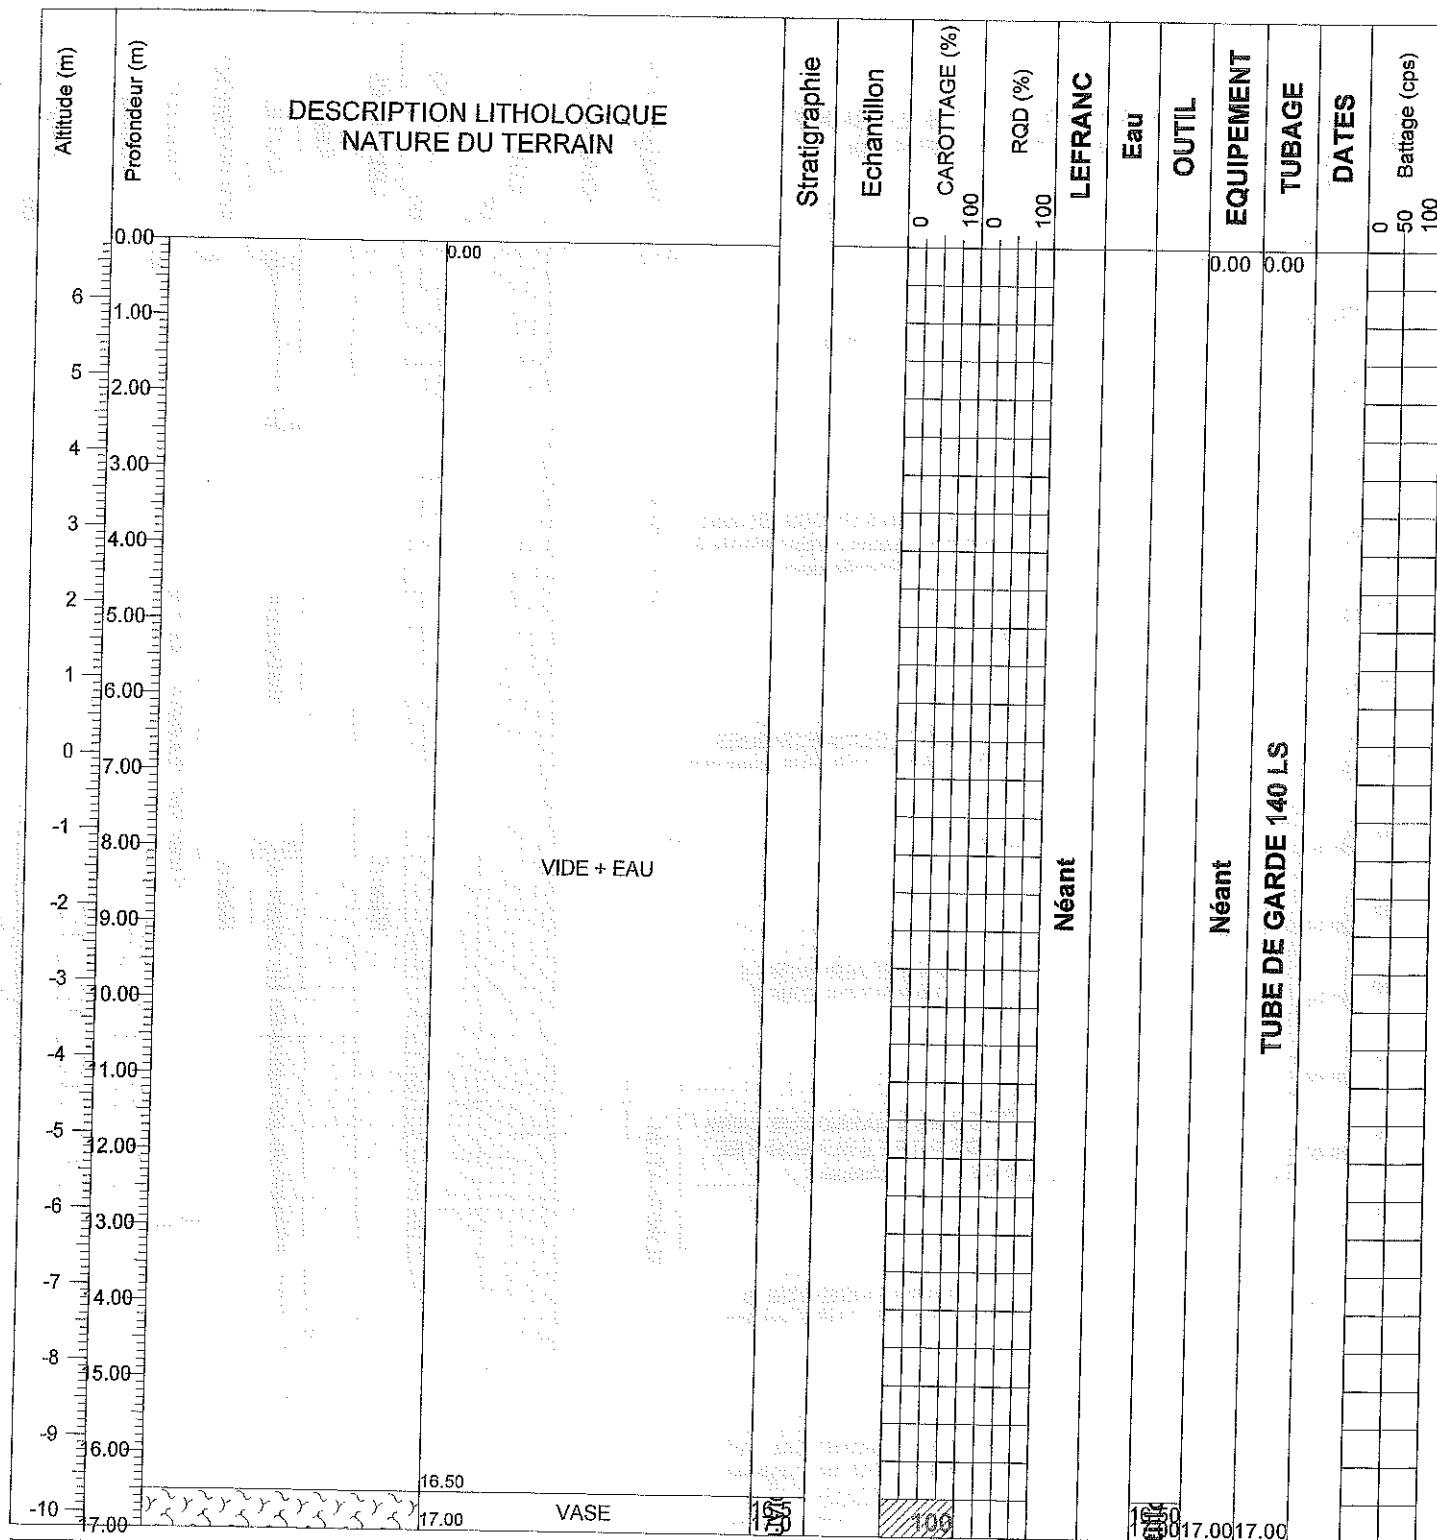 Altitude (m)
Profondeur (m)
DESCRIPTION LITHOLOGIQUE
NATURE DU TERRAIN
Stratigraphie
Echantillon
CAROTTAGE (%)
0 100
RQD (%)
0 100
LEFRANC
Eau
OUTIL
EQUIPEMENT
TUBAGE
DATES
Battage (cps)
0 50 100
0.00 0.00 0.00 0.00
6
1.00
5
2.00
4
3.00
3
4.00
2
5.00
1
6.00
0
7.00
-1
8.00
VIDE + EAU
Néant
Néant
TUBE DE GARDE 140 LS
-2
9.00
-3
10.00
-4
11.00
-5
12.00
-6
13.00
-7
14.00
-8
15.00
-9
16.00
16.50
-10
VASE
100
17.00
17.00
17.00 17.00